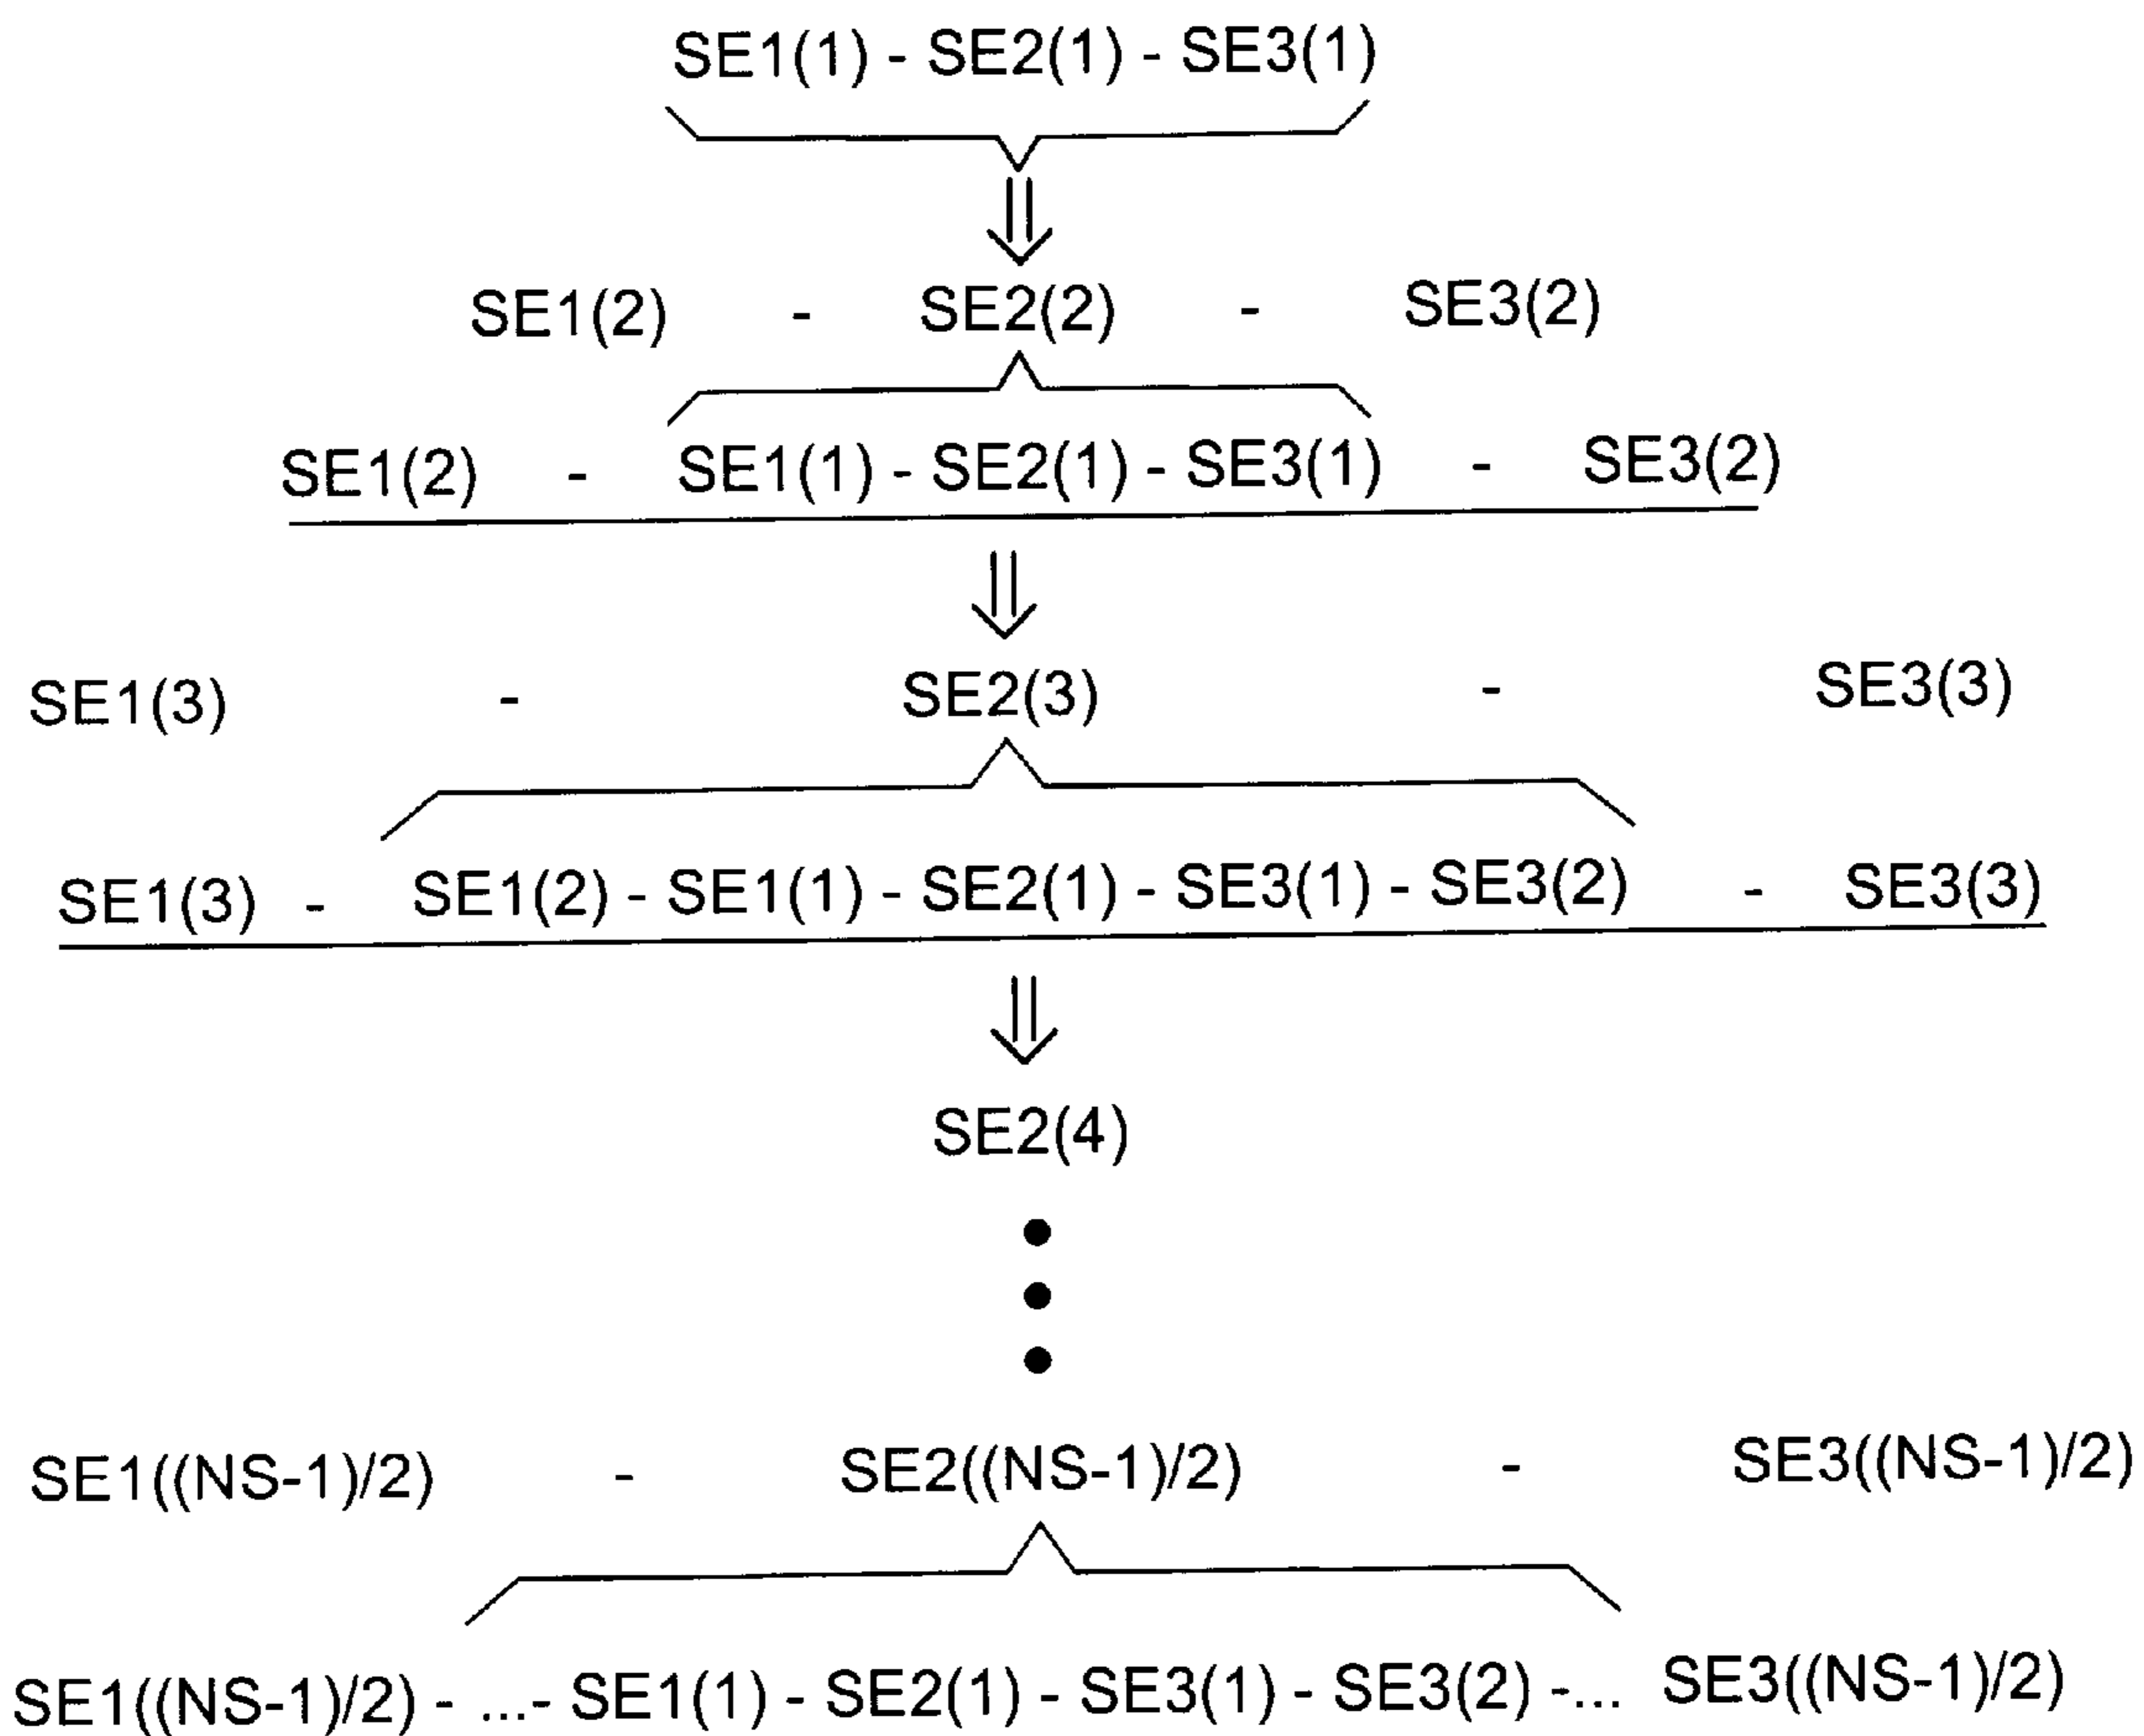 SE1(1) - SE2(1) - SE3(1)
SE1(2) - SE2(2) - SE3(2)
SE1(2) - SE1(1) - SE2(1) - SE3(1) - SE3(2)
SE1(3) - SE2(3) - SE3(3)
SE1(3) - SE1(2) - SE1(1) - SE2(1) - SE3(1) - SE3(2) - SE3(3)
SE2(4)
SE1((NS-1)/2) - SE2((NS-1)/2) - SE3((NS-1)/2)
SE1((NS-1)/2) - ...- SE1(1) - SE2(1) - SE3(1) - SE3(2) -... SE3((NS-1)/2)